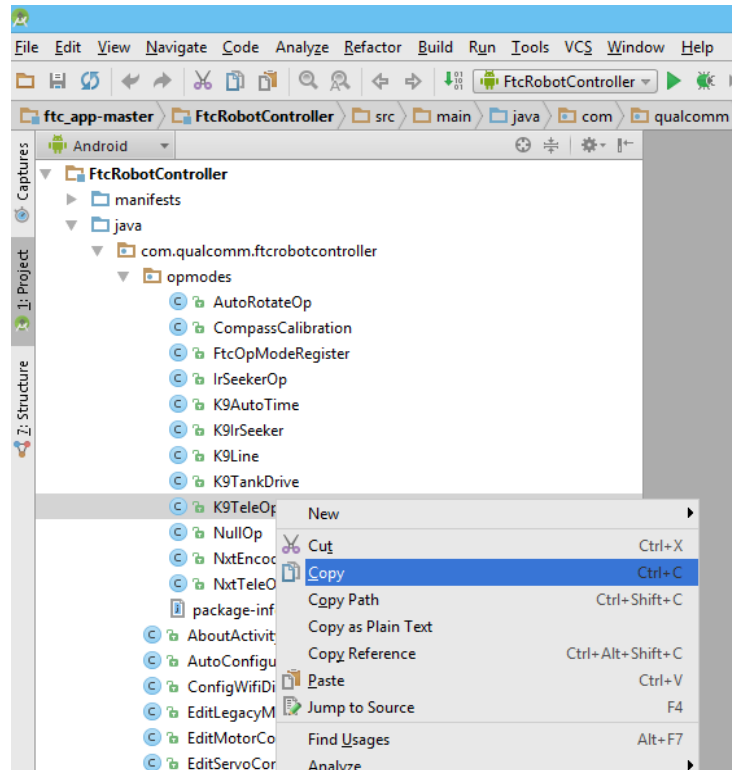 File Edit View Navigate Code Analyze Refactor Build Run Tools VCS Window Help
FtcRobotController
ftc_app-master FtcRobotController src main java com qualcomm
Android
Captures
1: Project
7: Structure
FtcRobotController
manifests
java
com.qualcomm.ftcrobotcontroller
opmodes
AutoRotateOp
CompassCalibration
FtcOpModeRegister
IrSeekerOp
K9AutoTime
K9IrSeeker
K9Line
K9TankDrive
K9TeleOp
NullOp
NxtEncod
NxtTeleO
package-inf
AboutActivit
AutoConfigu
ConfigWifiDi
EditLegacyM
EditMotorCo
EditServoCor
New
Cut Ctrl+X
Copy Ctrl+C
Copy Path Ctrl+Shift+C
Copy as Plain Text
Copy Reference Ctrl+Alt+Shift+C
Paste Ctrl+V
Jump to Source F4
Find Usages Alt+F7
Analyze